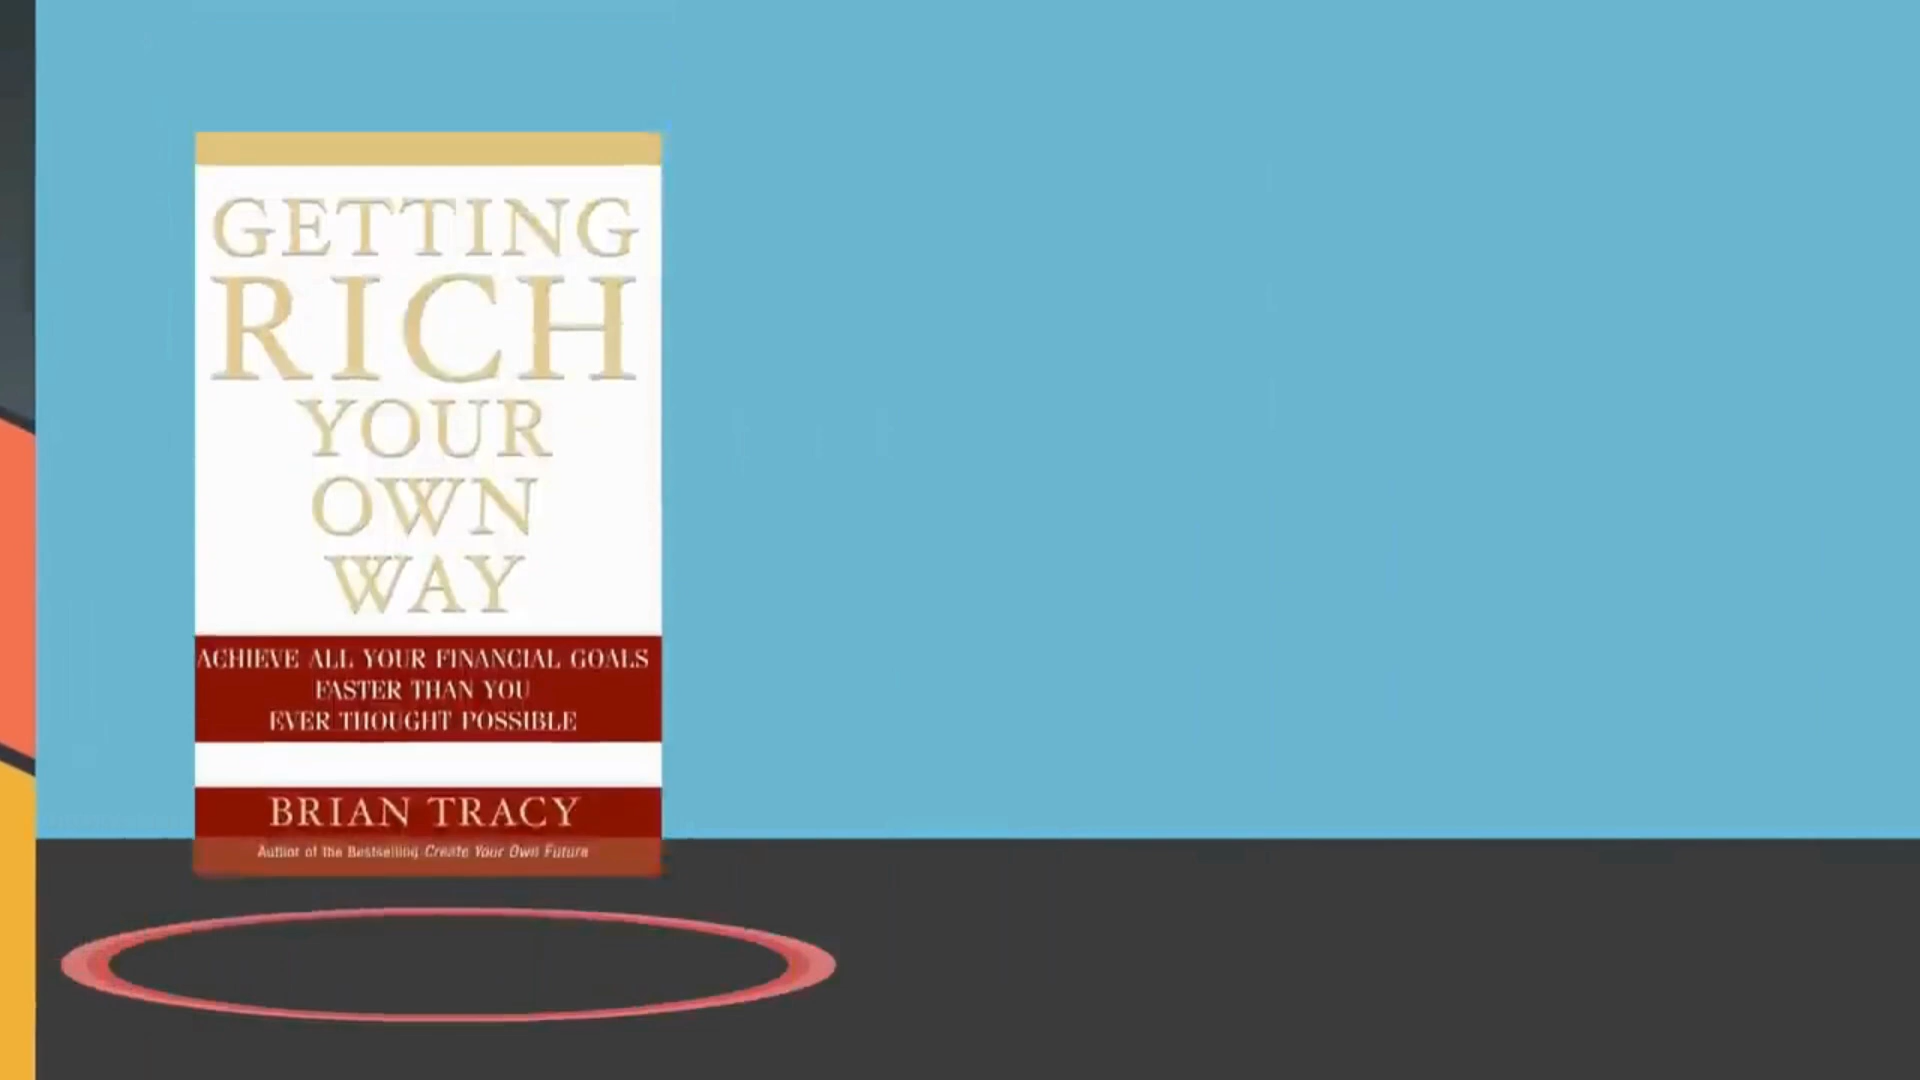 GETTING
RICH
YOUR
OWN
WAY
ACHIEVE ALL YOUR FINANCIAL GOALS
FASTER THAN YOU
EVER THOUGHT POSSIBLE
BRIAN TRACY
Author of the Bestselling Create Your Own Future